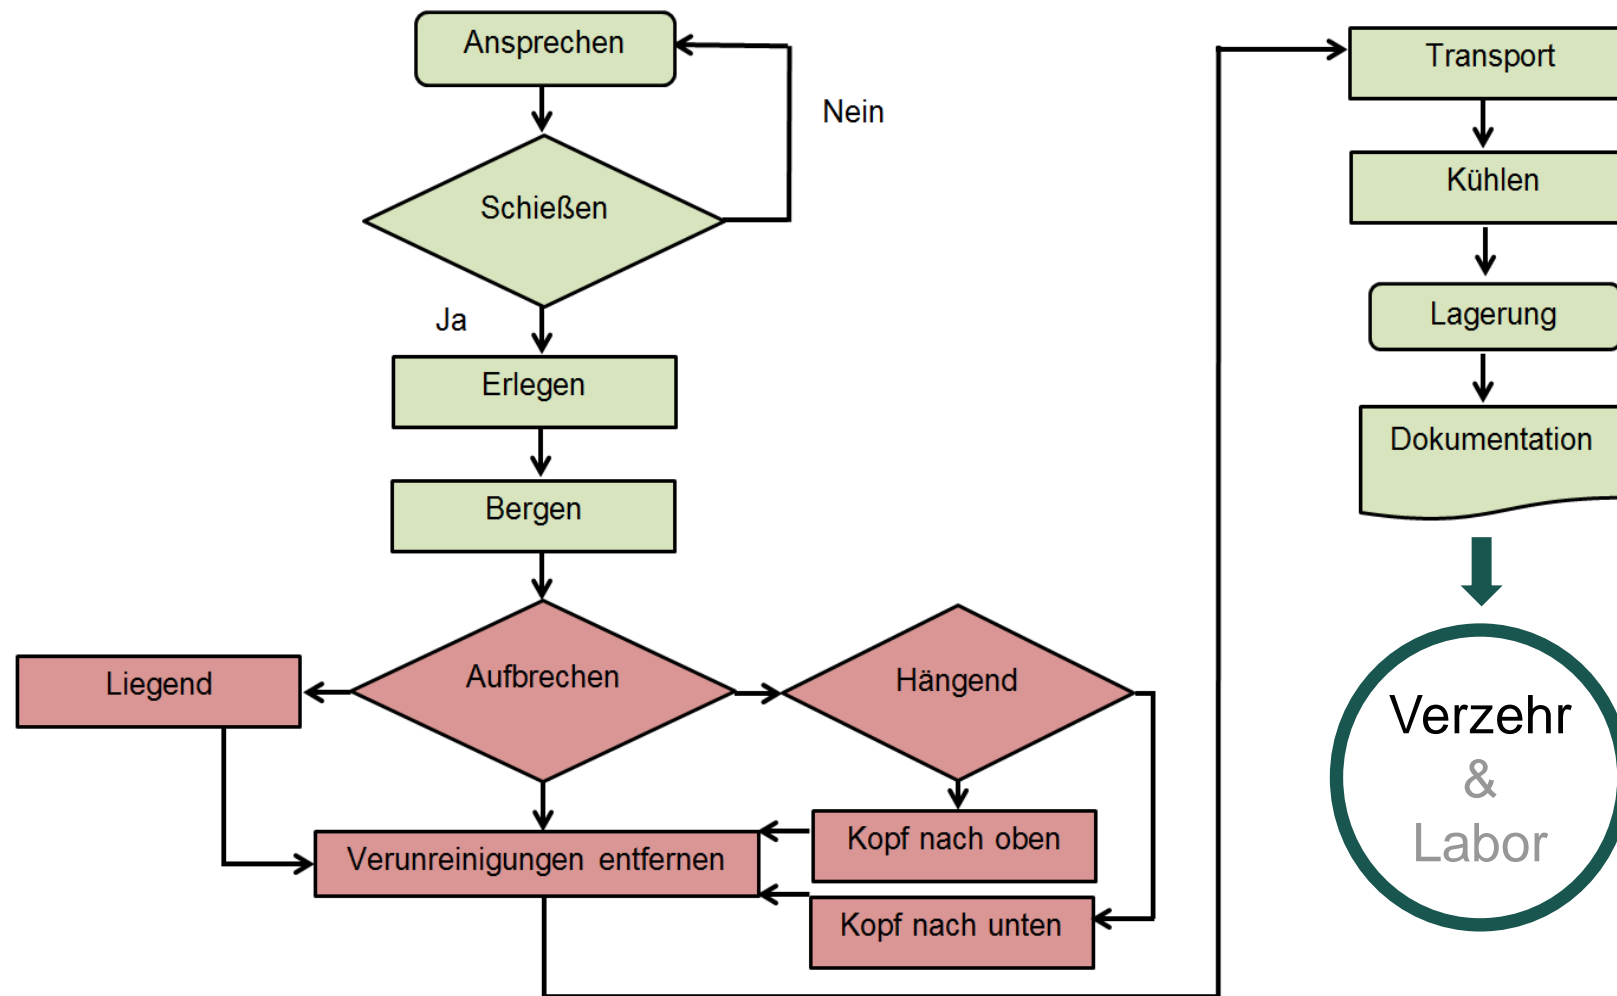 Ansprechen
Nein
Schießen
Ja
Erlegen
Bergen
Aufbrechen
Liegend
Hängend
Kopf nach oben
Verunreinigungen entfernen
Kopf nach unten
Transport
Kühlen
Lagerung
Dokumentation
Verzehr
&
Labor